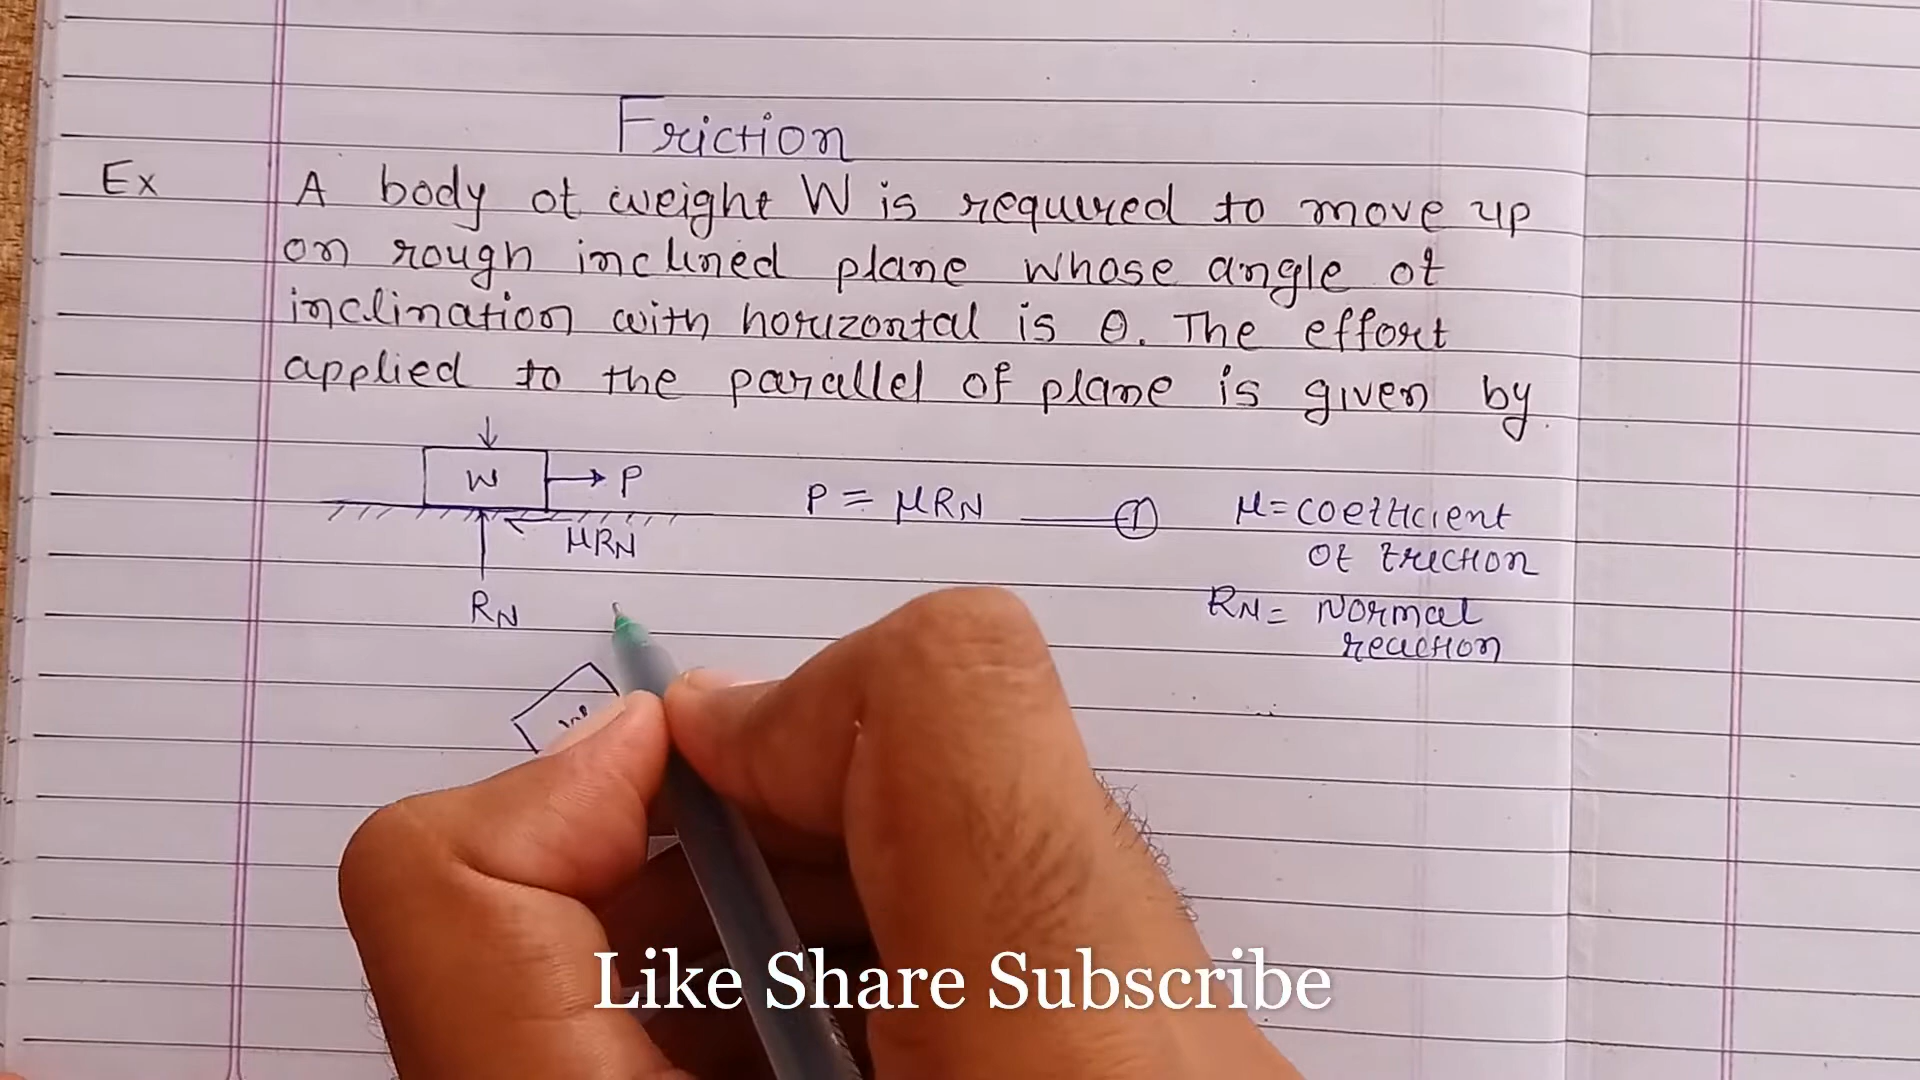 Friction
Ex A body of weight W is required to move up
on rough inclined plane whose angle of
inclination with horizontal is θ. The effort
applied to the parallel of plane is given by.
W P
P = μRN ① μ = coefficient
of friction
μRN
RN
RN = Normal
reaction
Like Share Subscribe